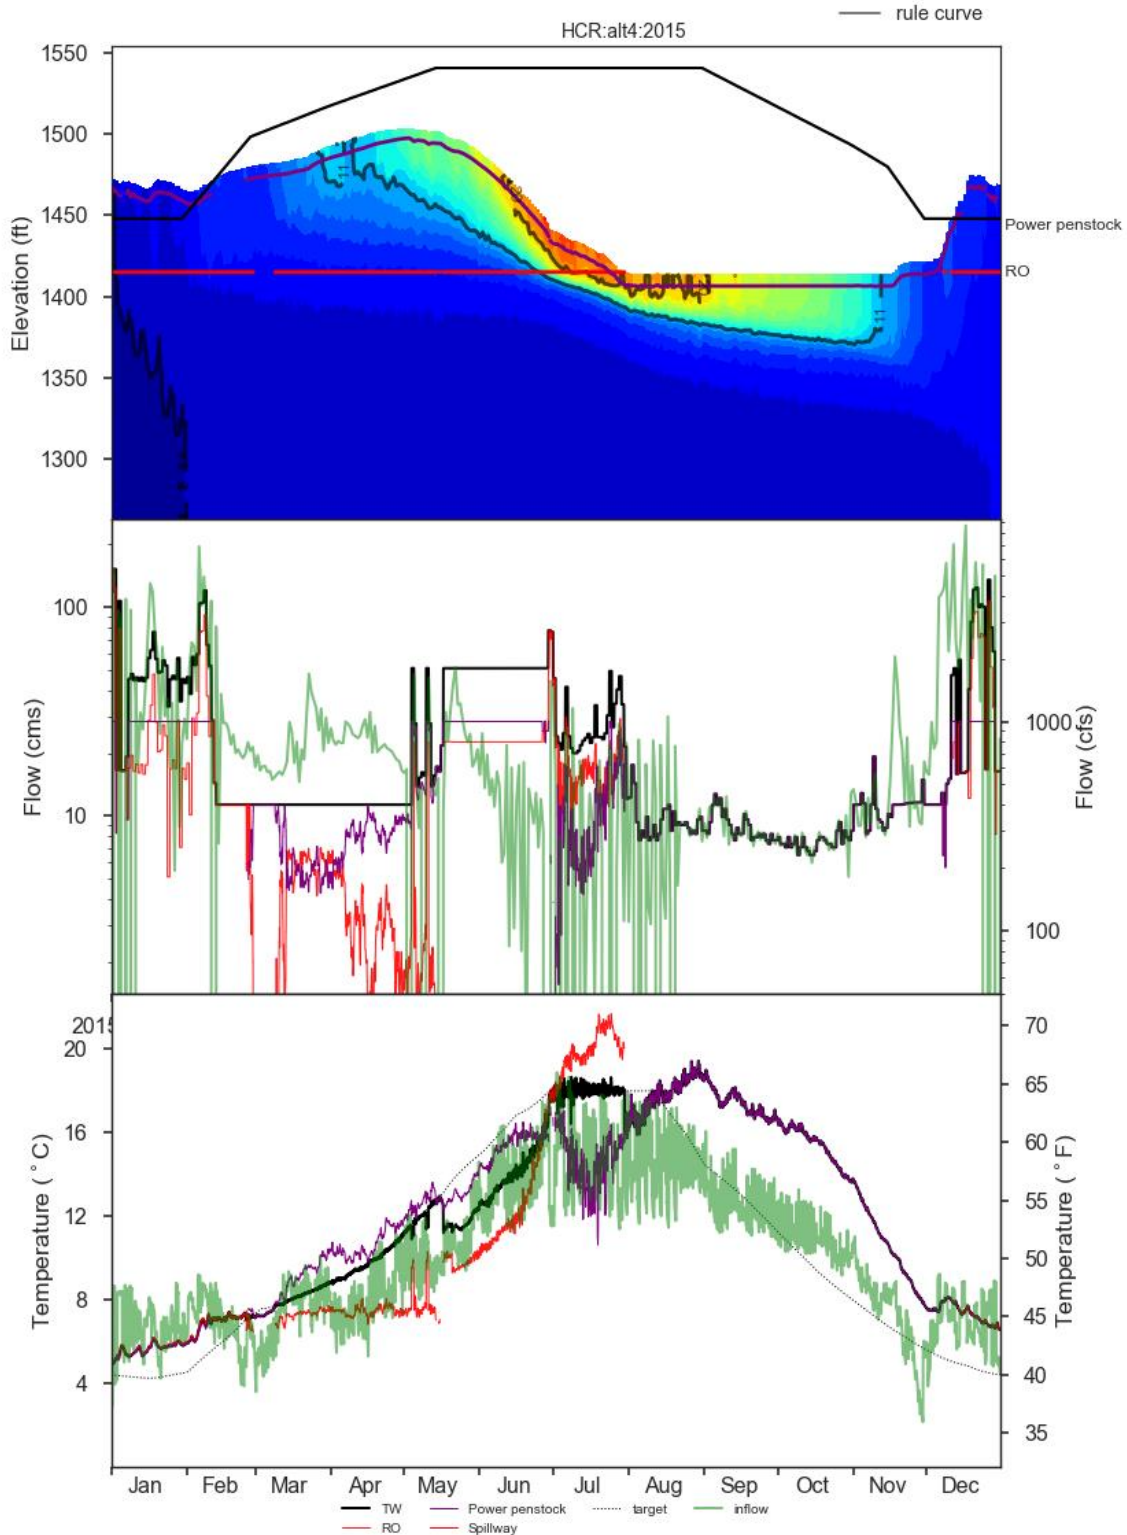 rule curve
HCR:alt4:2015
1550
1500
1450
1400
1350
1300
Elevation (ft)
Power penstock
RO
11
11
100
10
Flow (cms)
1000
100
Flow (cfs)
2015
20
16
12
8
4
Temperature ( ° C)
70
65
60
55
50
45
40
35
Temperature ( ° F)
Jan Feb Mar Apr May Jun Jul Aug Sep Oct Nov Dec
TW Power penstock target inflow
RO Spillway